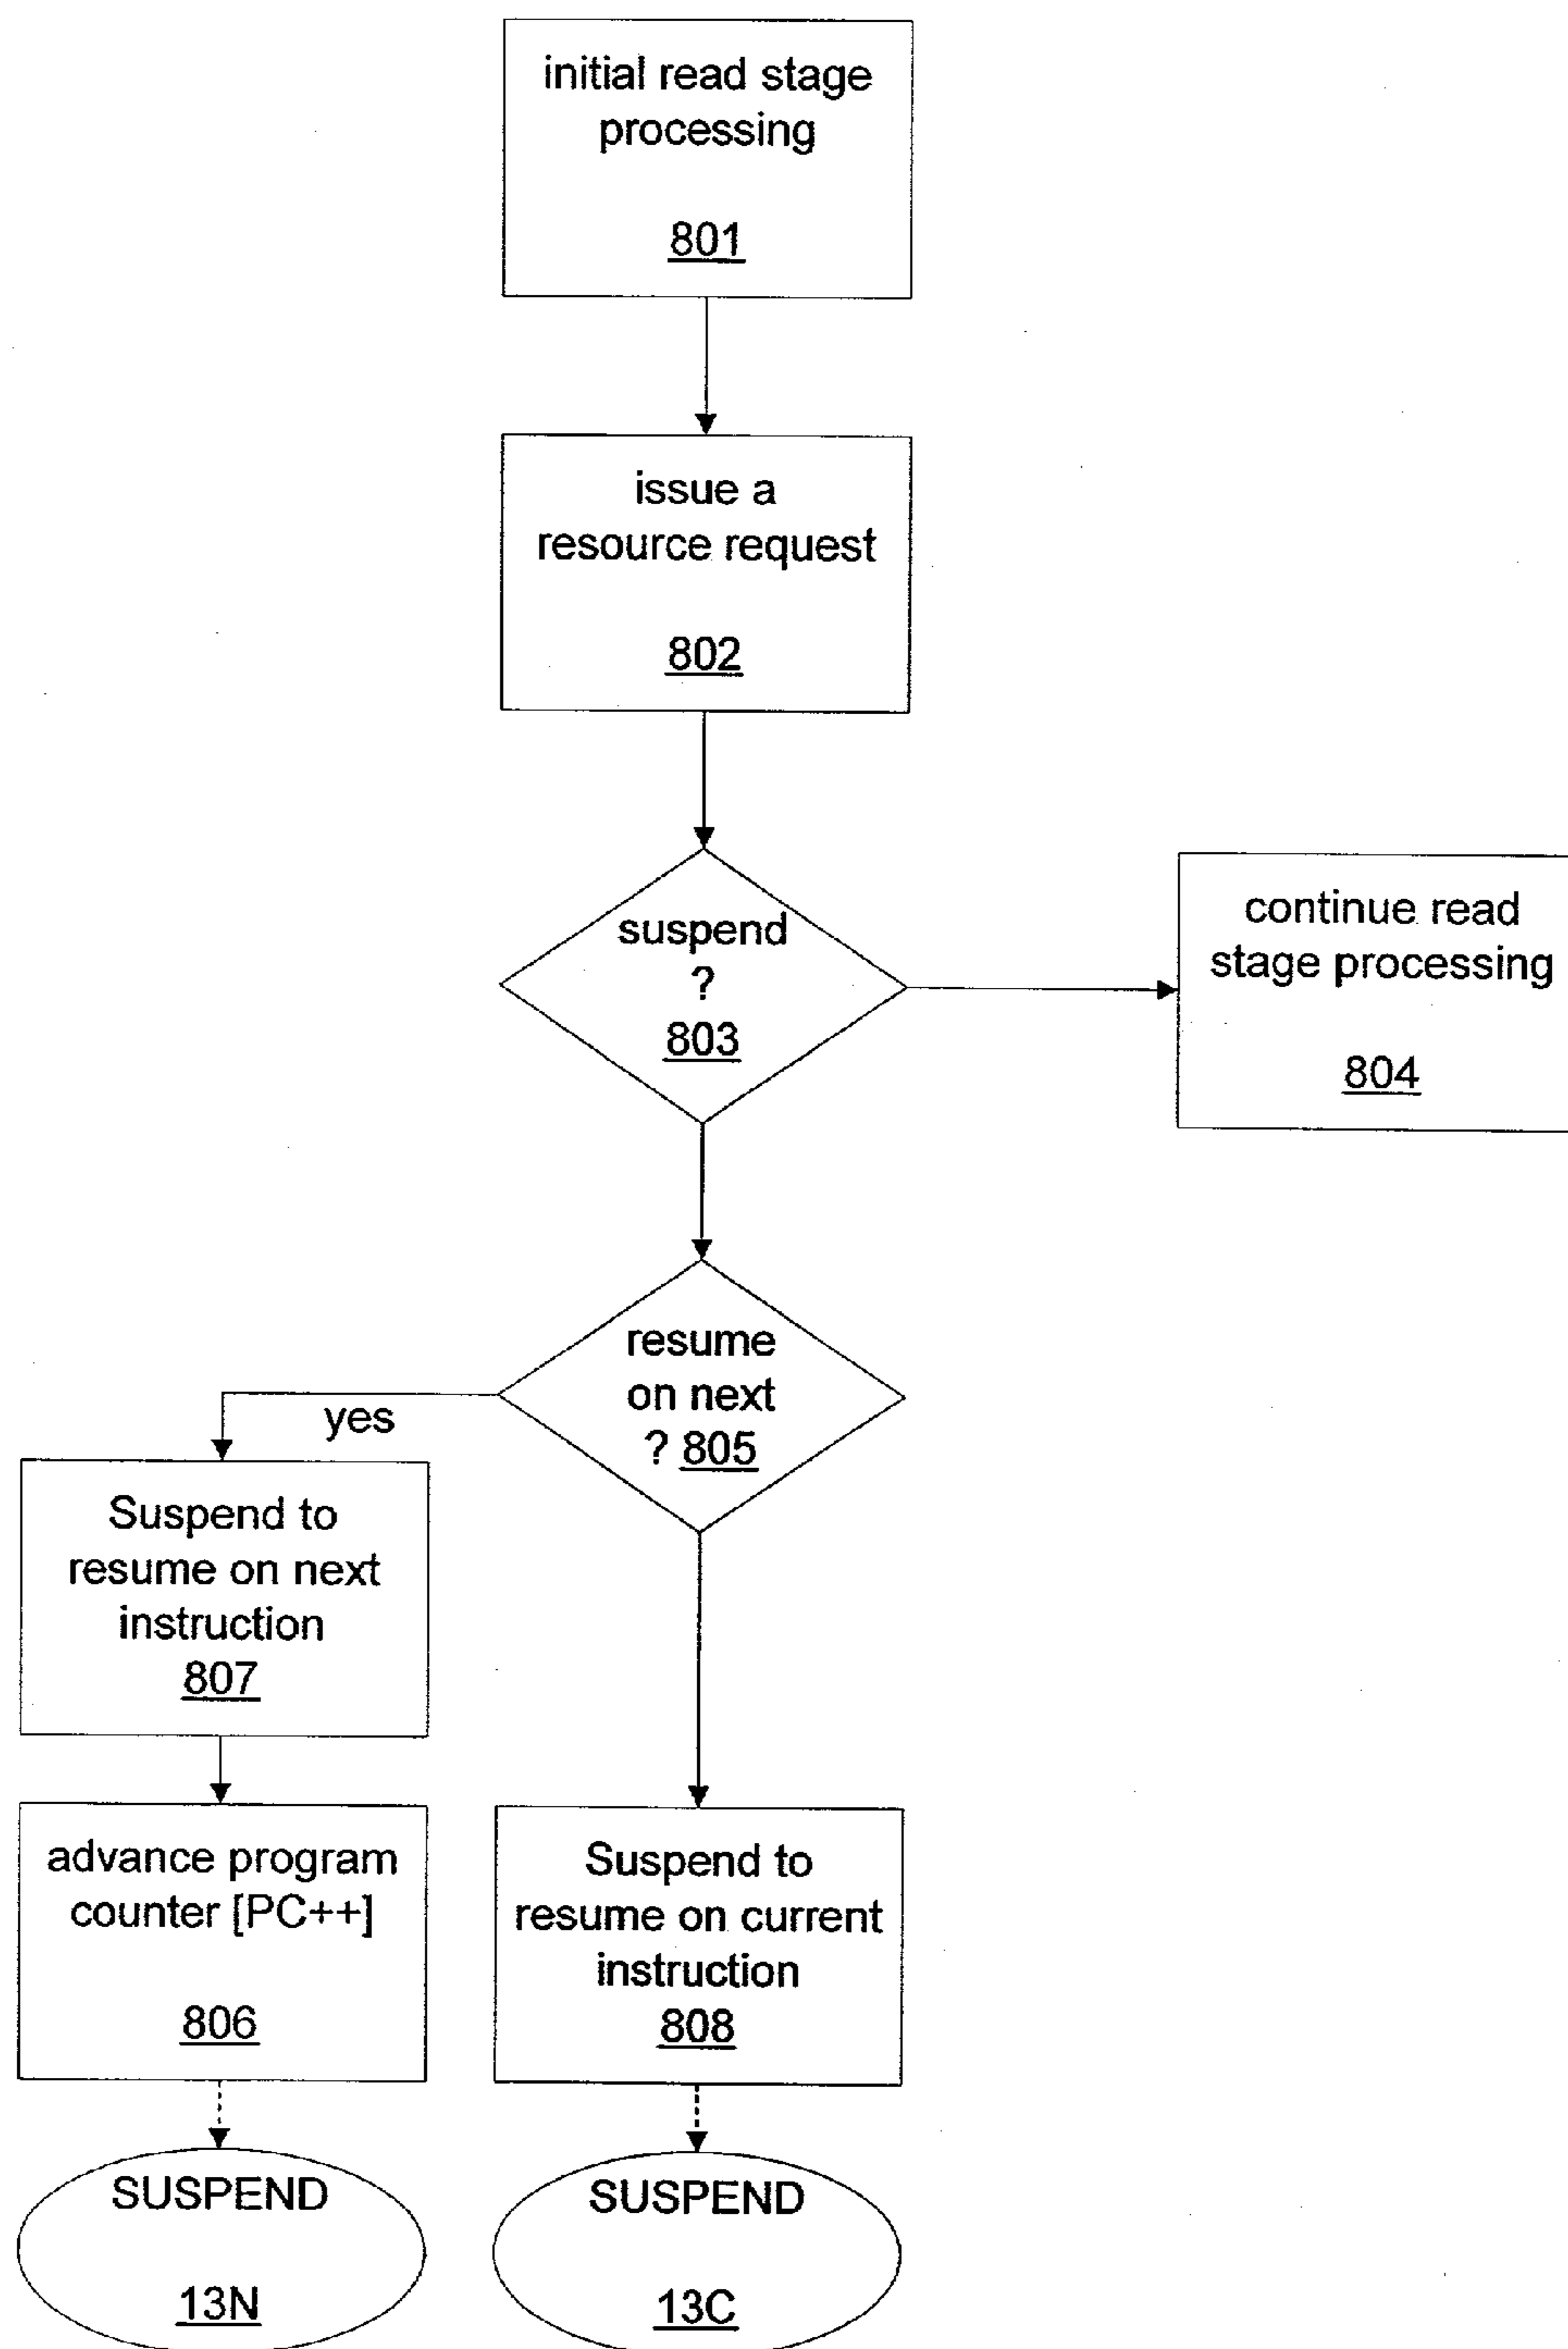 initial read stage
processing
801
issue a
resource request
802
suspend
?
803
continue read
stage processing
804
resume
on next
? 805
yes
Suspend to
resume on next
instruction
807
advance program
counter [PC++]
806
Suspend to
resume on current
instruction
808
SUSPEND
13N
SUSPEND
13C